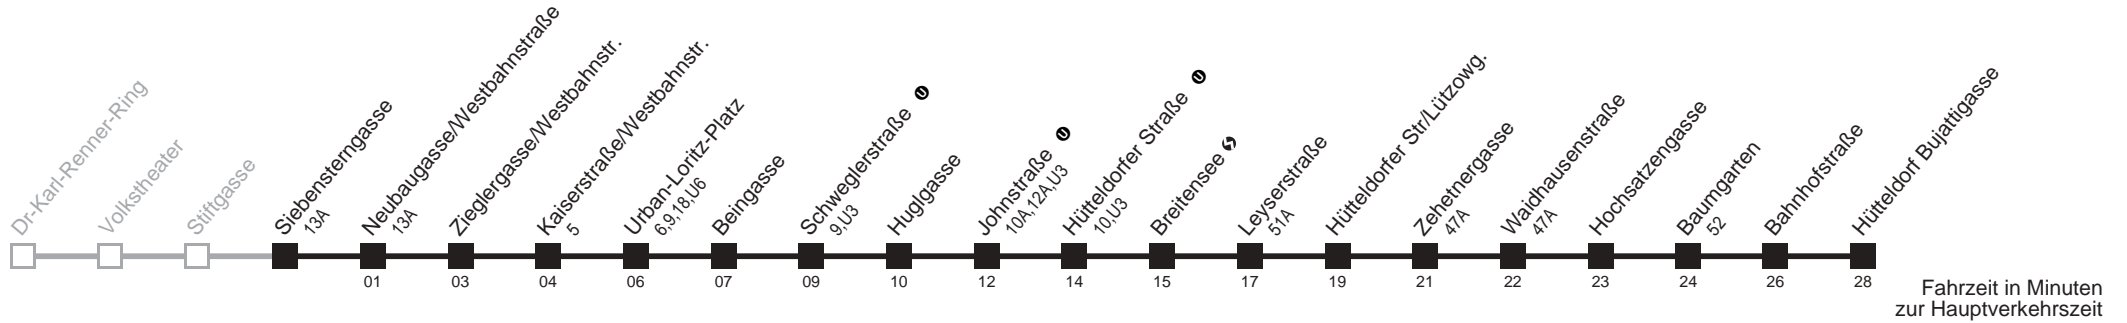 Dr-Karl-Renner-Ring
Volkstheater
Stiftgasse
Siebensterngasse
13A
Neubaugasse/Westbahnstraße
13A
01
Zieglergasse/Westbahnstr.
03
Kaiserstraße/Westbahnstr.
5
04
Urban-Loritz-Platz
6,9,18,U6
06
Beingasse
07
Schweglerstraße U
9,U3
09
Huglgasse
10
Johnstraße U
10A,12A,U3
12
Hütteldorfer Straße U
10,U3
14
Breitensee S
15
Leyserstraße
51A
17
Hütteldorfer Str/Lützowg.
19
Zehetnergasse
47A
21
Waidhausenstraße
47A
22
Hochsatzengasse
23
Baumgarten
52
24
Bahnhofstraße
26
Hütteldorf Bujattigasse
28
Fahrzeit in Minuten
zur Hauptverkehrszeit